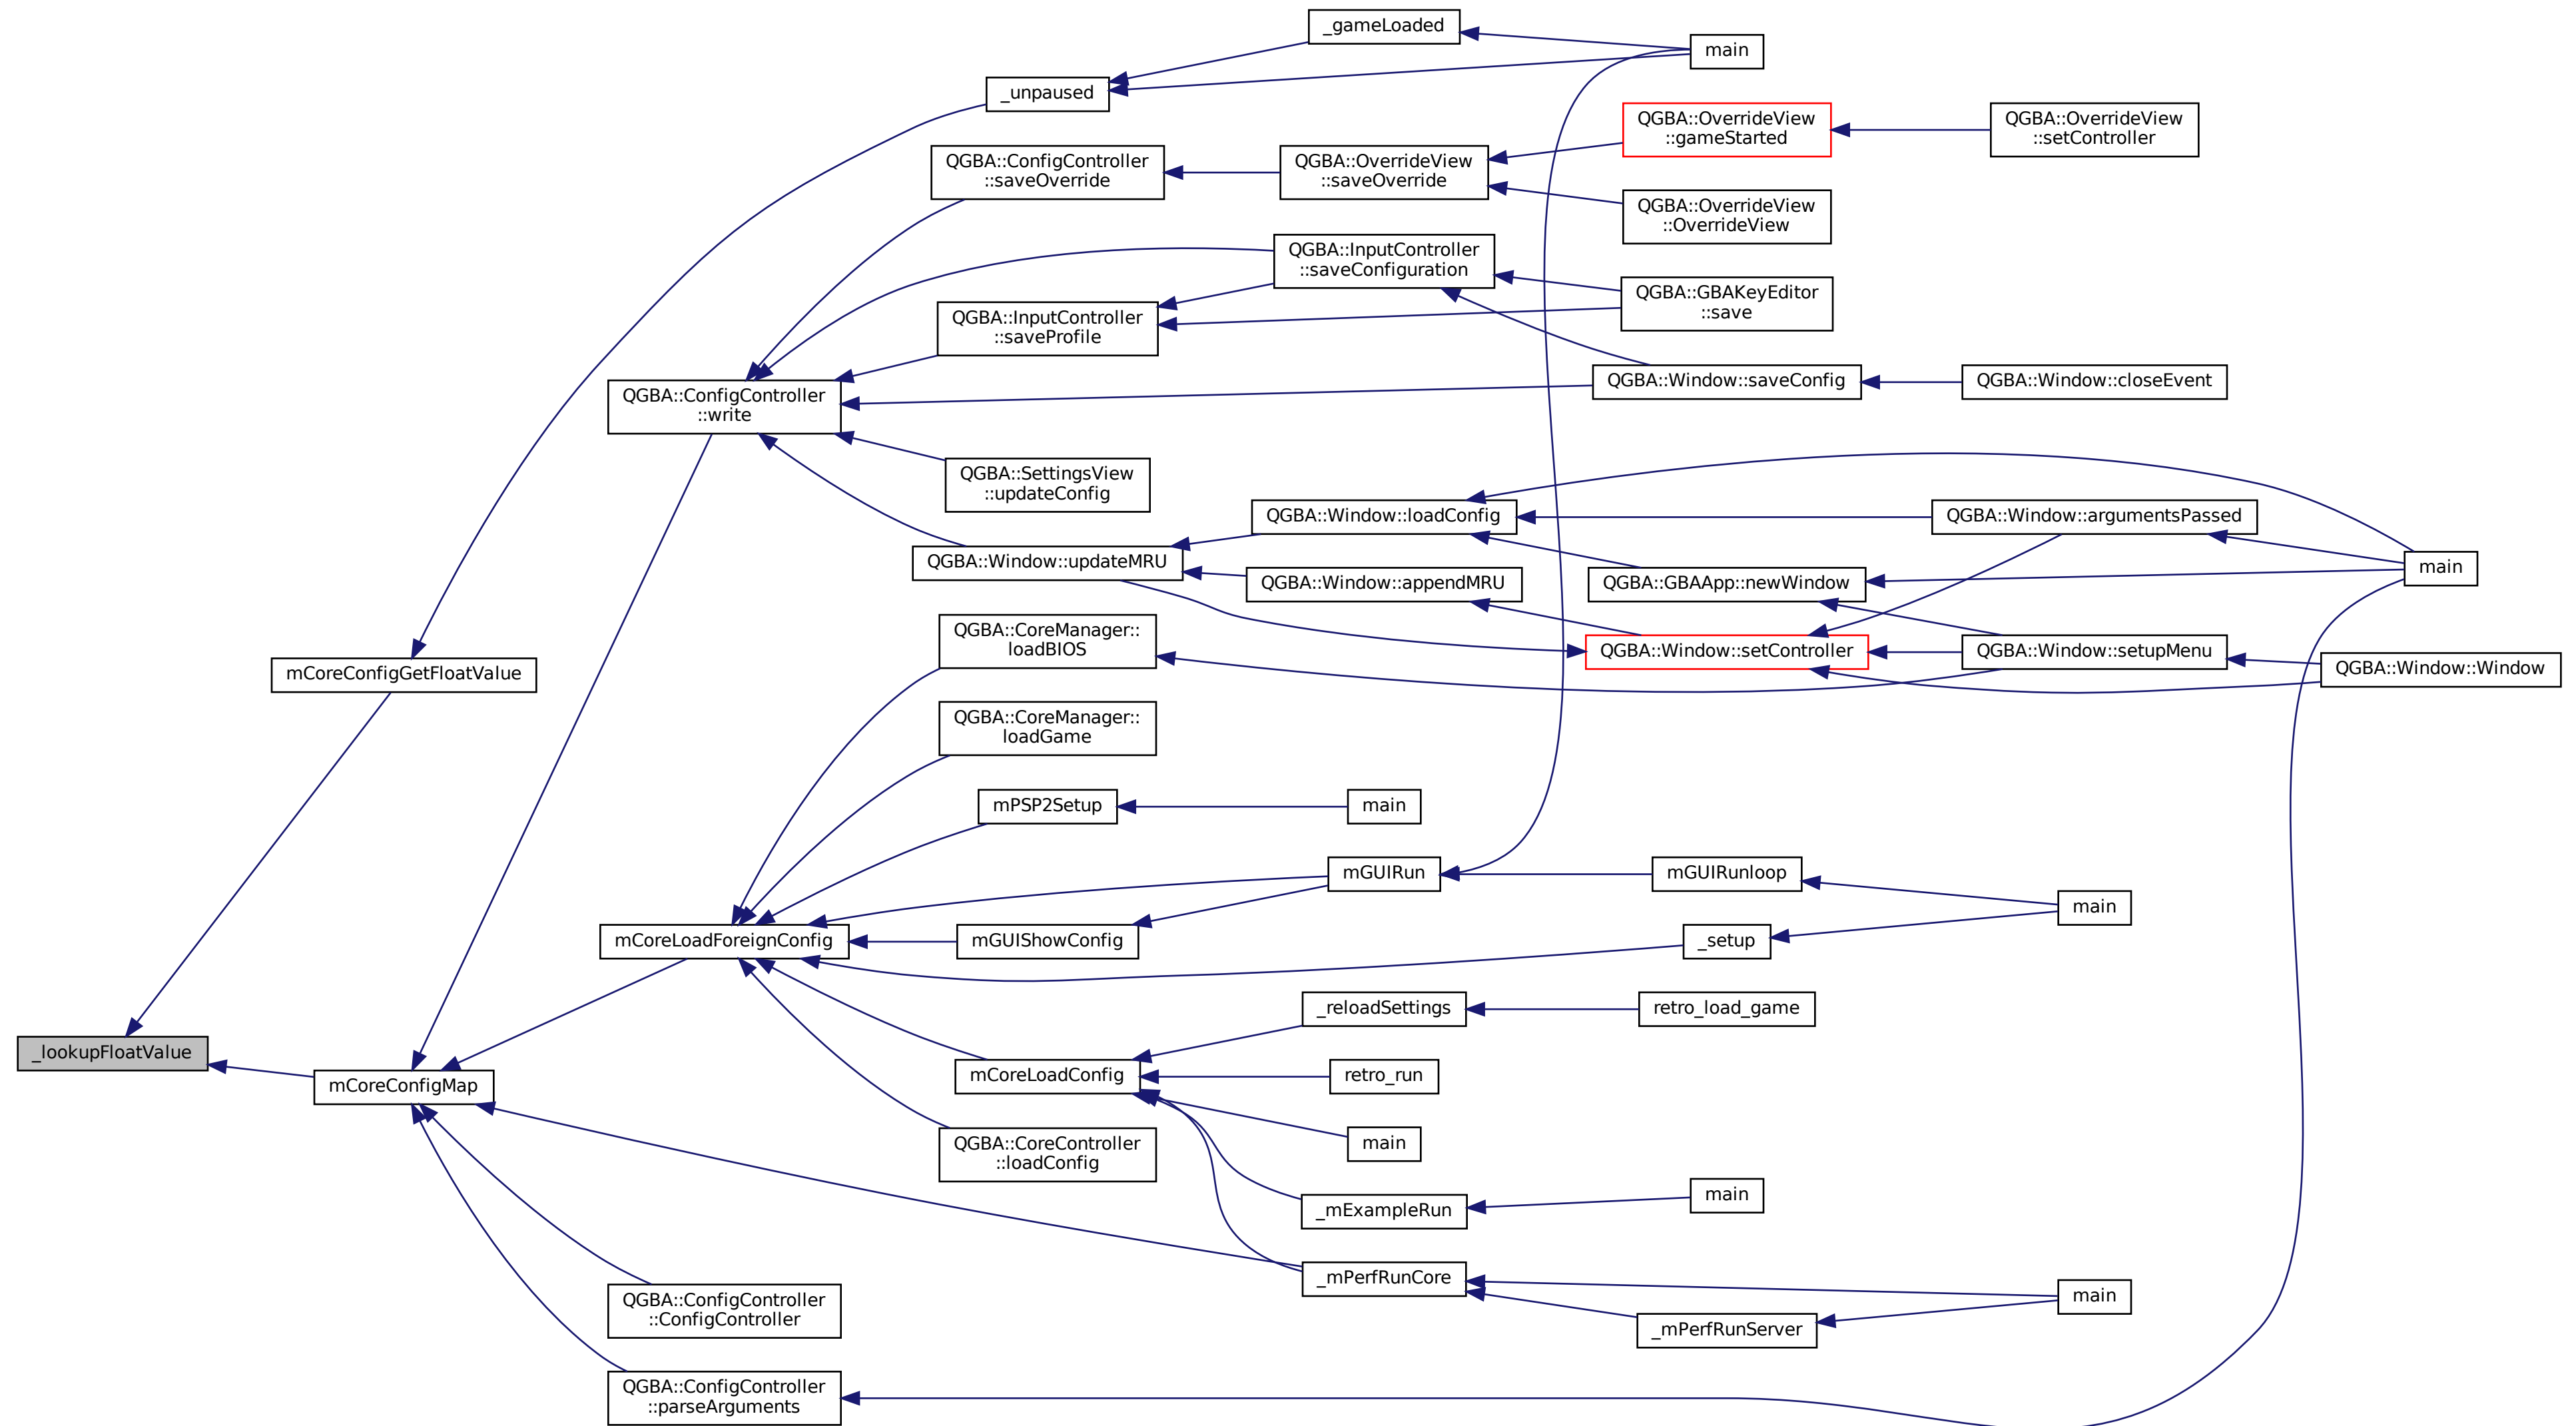 _gameLoaded
main
_unpaused
QGBA::OverrideView
::gameStarted
QGBA::OverrideView
::setController
QGBA::ConfigController
::saveOverride
QGBA::OverrideView
::saveOverride
QGBA::OverrideView
::OverrideView
QGBA::InputController
::saveConfiguration
QGBA::GBAKeyEditor
::save
QGBA::InputController
::saveProfile
QGBA::ConfigController
::write
QGBA::Window::saveConfig
QGBA::Window::closeEvent
QGBA::SettingsView
::updateConfig
QGBA::Window::loadConfig
QGBA::Window::argumentsPassed
QGBA::Window::updateMRU
QGBA::Window::appendMRU
QGBA::GBAApp::newWindow
main
QGBA::CoreManager::
loadBIOS
QGBA::Window::setController
QGBA::Window::setupMenu
QGBA::Window::Window
mCoreConfigGetFloatValue
QGBA::CoreManager::
loadGame
mPSP2Setup
main
mGUIRun
mGUIRunloop
main
mCoreLoadForeignConfig
mGUIShowConfig
_setup
_reloadSettings
retro_load_game
_lookupFloatValue
mCoreConfigMap
mCoreLoadConfig
retro_run
QGBA::CoreController
::loadConfig
main
_mExampleRun
main
_mPerfRunCore
main
QGBA::ConfigController
::ConfigController
_mPerfRunServer
QGBA::ConfigController
::parseArguments